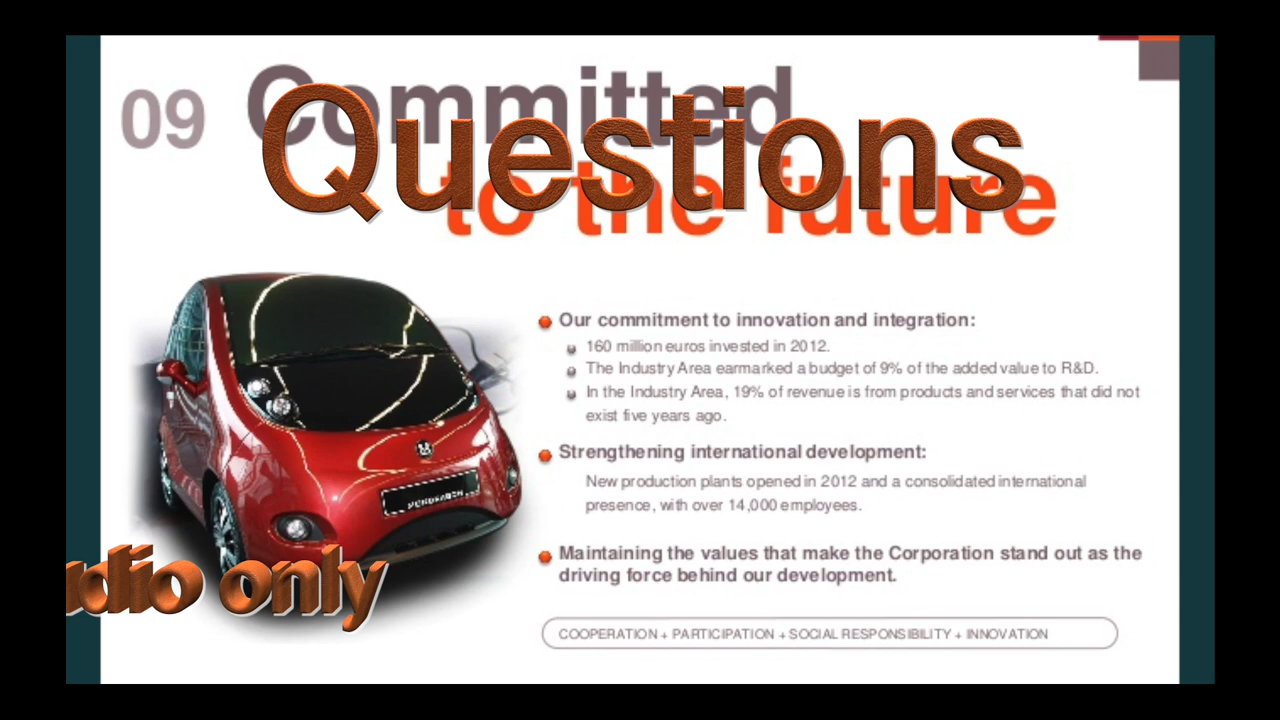 09 Committed
Questions
to the future
Our commitment to innovation and integration:
160 million euros invested in 2012.
The Industry Area earmarked a budget of 9% of the added value to R&D.
In the Industry Area, 19% of revenue is from products and services that did not
exist five years ago.
Strengthening international development:
New production plants opened in 2012 and a consolidated international
presence, with over 14,000 employees.
Maintaining the values that make the Corporation stand out as the
driving force behind our development.
udio only
COOPERATION + PARTICIPATION + SOCIAL RESPONSIBILITY + INNOVATION